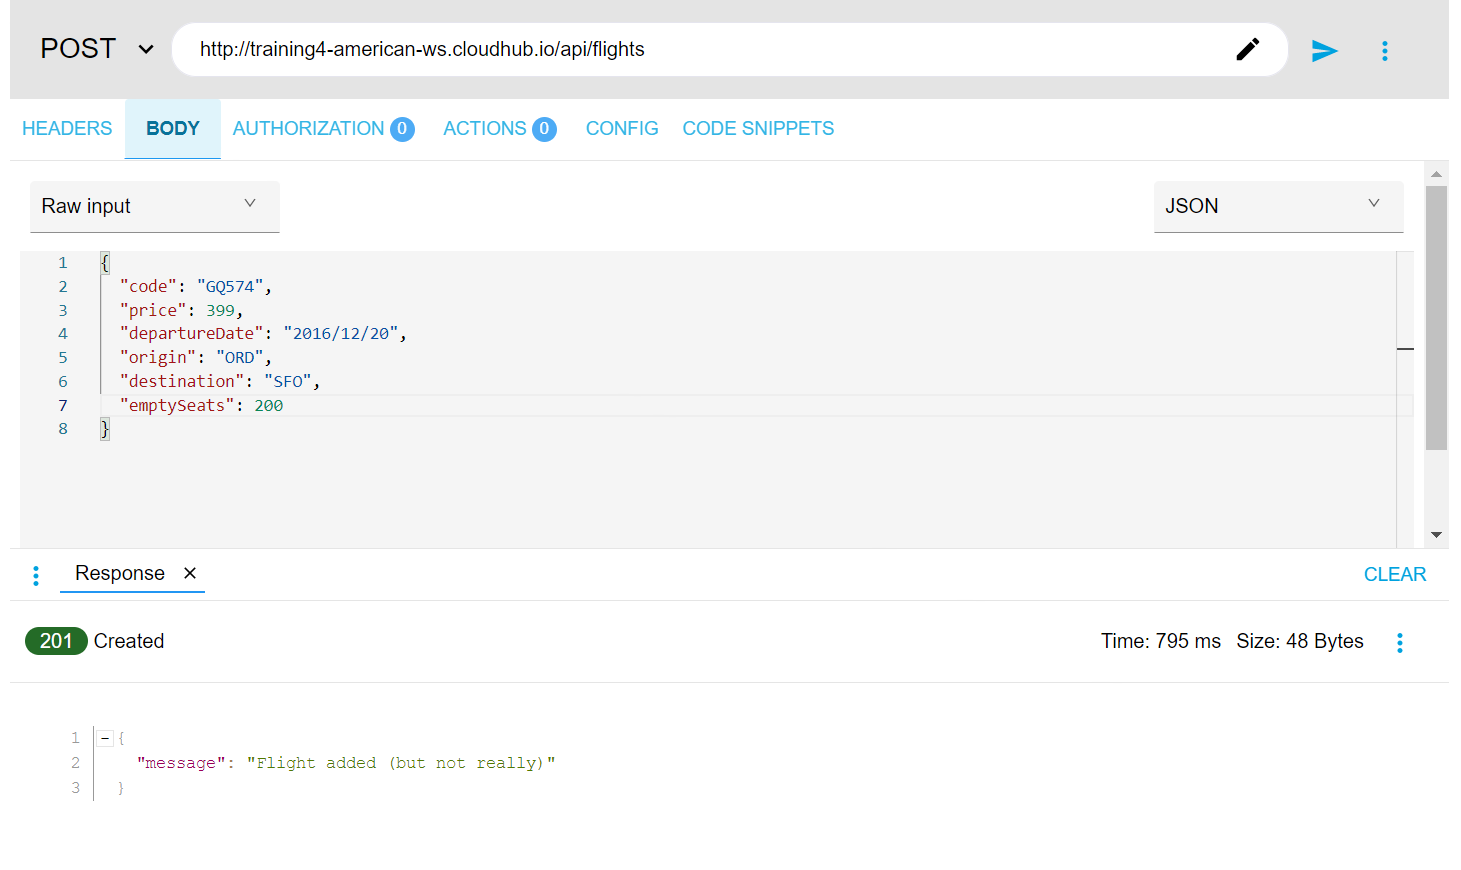 POST http://training4-american-ws.cloudhub.io/api/flights
HEADERS BODY AUTHORIZATION 0 ACTIONS 0 CONFIG CODE SNIPPETS
Raw input JSON
1 {
2 "code": "GQ574",
3 "price": 399,
4 "departureDate": "2016/12/20",
5 "origin": "ORD",
6 "destination": "SFO",
7 "emptySeats": 200
8 }
Response × CLEAR
201 Created Time: 795 ms Size: 48 Bytes
1 {
2 "message": "Flight added (but not really)"
3 }